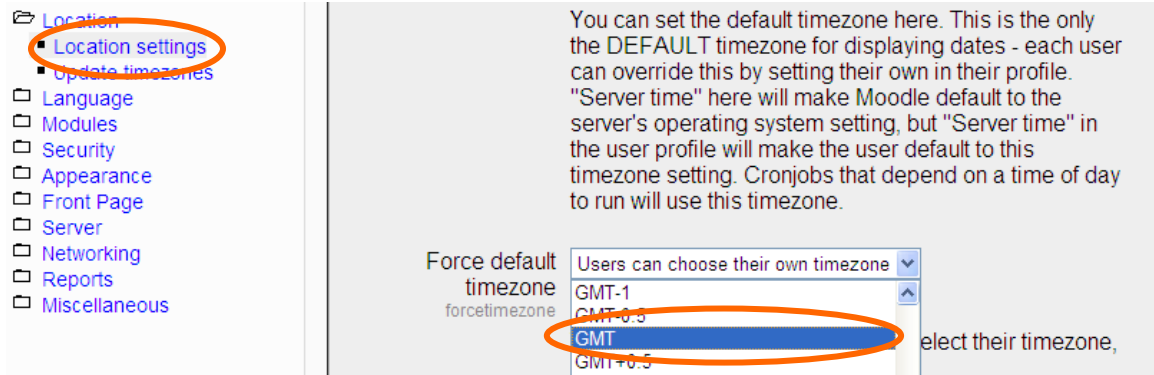 Location
Location settings
Update timezones
Language
Modules
Security
Appearance
Front Page
Server
Networking
Reports
Miscellaneous
You can set the default timezone here. This is the only
the DEFAULT timezone for displaying dates - each user
can override this by setting their own in their profile.
"Server time" here will make Moodle default to the
server's operating system setting, but "Server time" in
the user profile will make the user default to this
timezone setting. Cronjobs that depend on a time of day
to run will use this timezone.
Force default
timezone
forcetimezone
Users can choose their own timezone
GMT-1
GMT-0.5
GMT
GMT+0.5
elect their timezone,